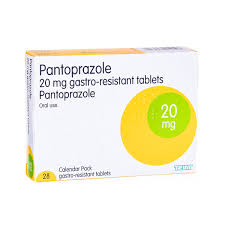 Pantoprazole
20 mg gastro-resistant tablets
Pantoprazole
Oral use
20
mg
28
Calendar Pack
gastro-resistant tablets